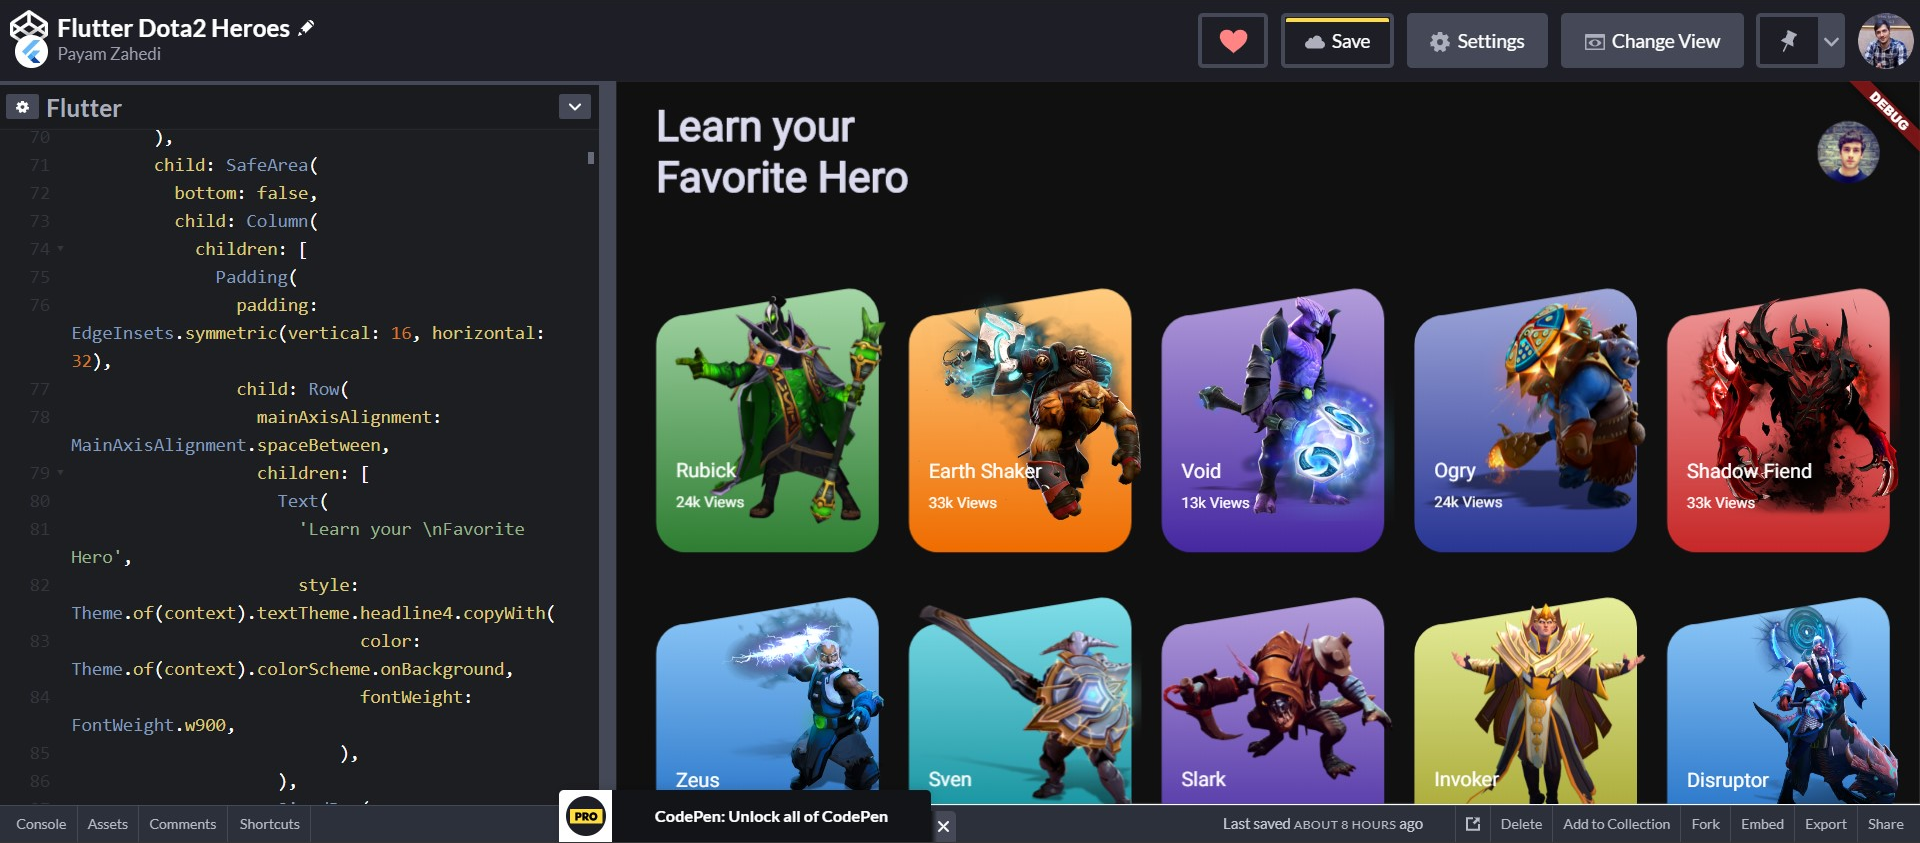 Flutter Dota2 Heroes
Payam Zahedi
Save
Settings
Change View
Flutter
70 ),
71 child: SafeArea(
72 bottom: false,
73 child: Column(
74 children: [
75 Padding(
76 padding:
EdgeInsets.symmetric(vertical: 16, horizontal:
32),
77 child: Row(
78 mainAxisAlignment:
MainAxisAlignment.spaceBetween,
79 children: [
80 Text(
81 'Learn your \nFavorite
Hero',
82 style:
Theme.of(context).textTheme.headline4.copyWith(
83 color:
Theme.of(context).colorScheme.onBackground,
84 fontWeight:
FontWeight.w900,
85 ),
86 ),
Learn your
Favorite Hero
DEBUG
Rubick
24k Views
Earth Shaker
33k Views
Void
13k Views
Ogry
24k Views
Shadow Fiend
33k Views
Zeus
Sven
Slark
Invoker
Disruptor
Console
Assets
Comments
Shortcuts
PRO
CodePen: Unlock all of CodePen
Last saved ABOUT 8 HOURS ago
Delete
Add to Collection
Fork
Embed
Export
Share